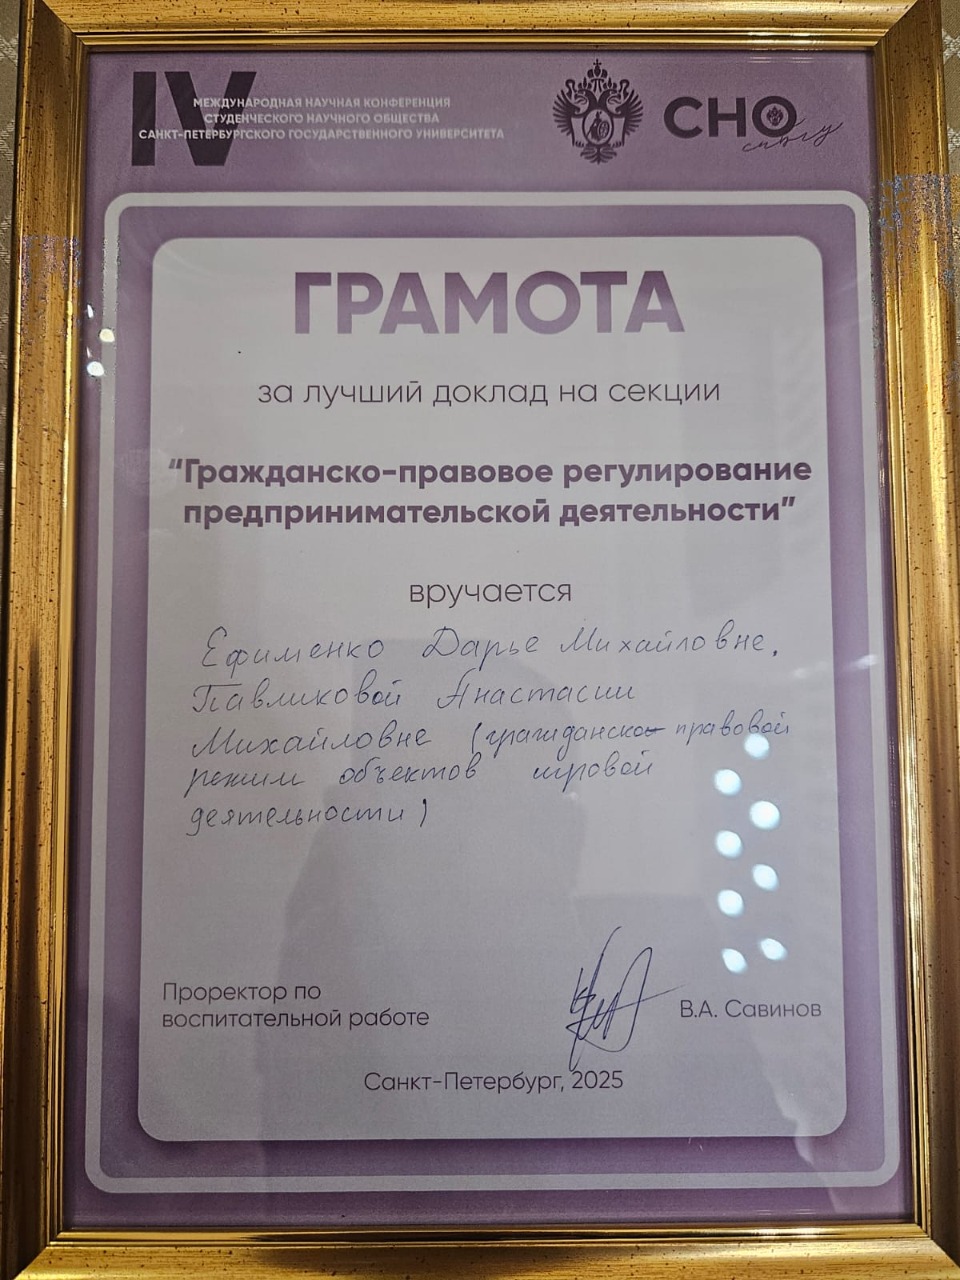 IV
МЕЖДУНАРОДНАЯ НАУЧНАЯ КОНФЕРЕНЦИЯ
СТУДЕНЧЕСКОГО НАУЧНОГО ОБЩЕСТВА
САНКТ-ПЕТЕРБУРГСКОГО ГОСУДАРСТВЕННОГО УНИВЕРСИТЕТА
СНО
спбгу
ГРАМОТА
за лучший доклад на секции
“Гражданско-правовое регулирование
предпринимательской деятельности”
вручается
Ефименко Дарье Михайловне,
Павликовой Анастасии
Михайловне (гражданско-правовой
режим объектов игровой
деятельности)
Проректор по
воспитательной работе
В.А. Савинов
Санкт-Петербург, 2025